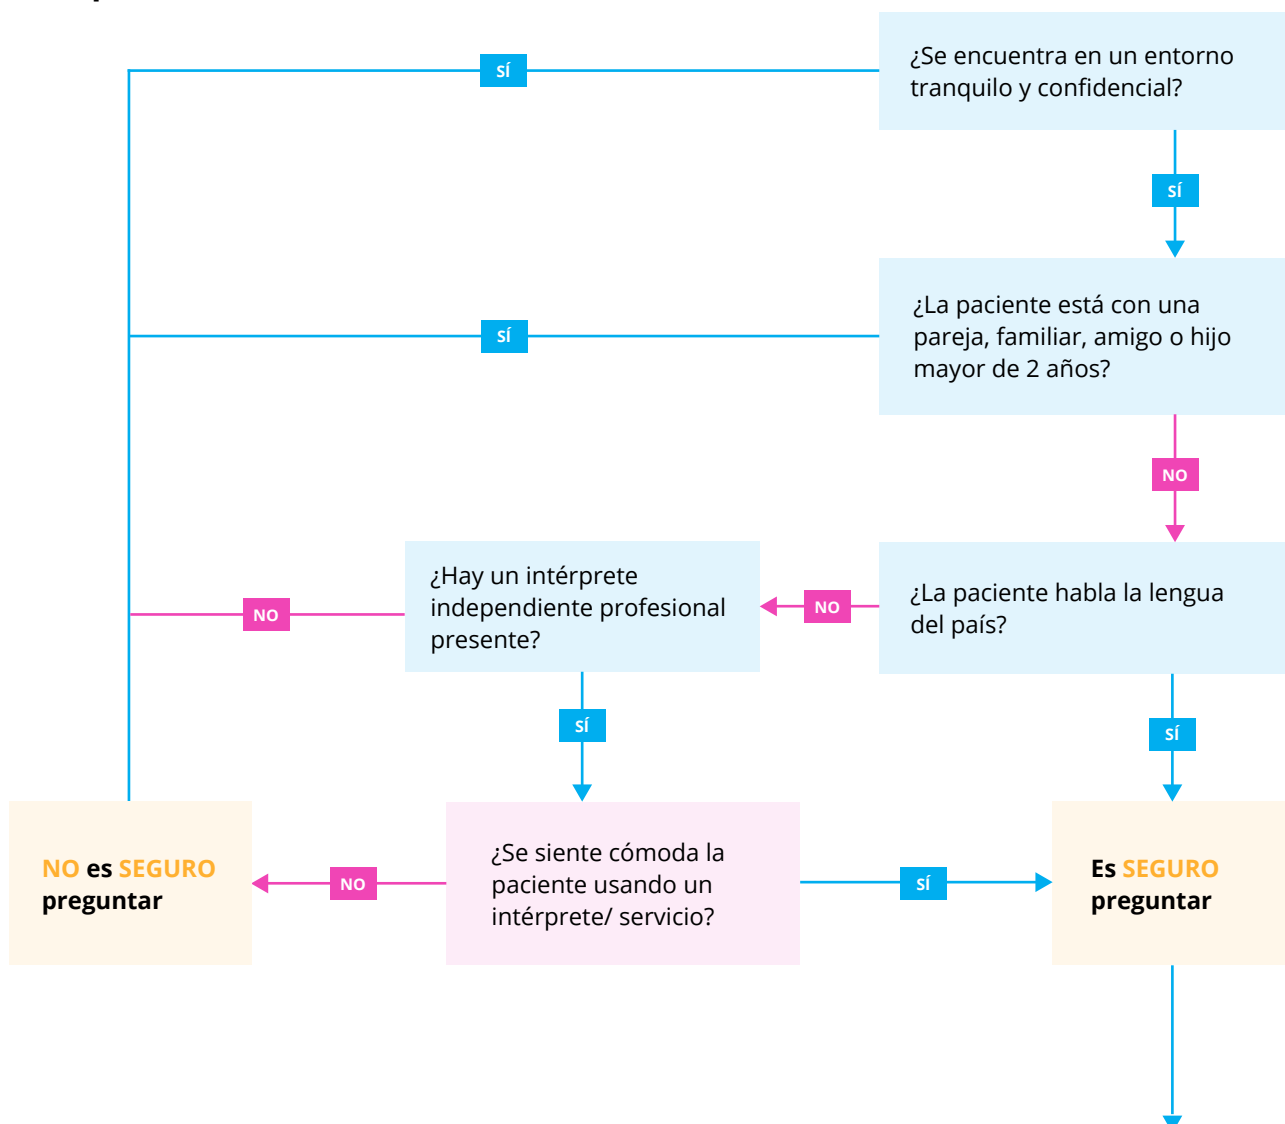 ¿Se encuentra en un entorno
tranquilo y confidencial?
SÍ
SÍ
¿La paciente está con una
pareja, familiar, amigo o hijo
mayor de 2 años?
SÍ
NO
¿La paciente habla la lengua
del país?
NO
¿Hay un intérprete
independiente profesional
presente?
NO
SÍ
SÍ
¿Se siente cómoda la
paciente usando un
intérprete/ servicio?
NO
SÍ
NO es SEGURO
preguntar
Es SEGURO
preguntar